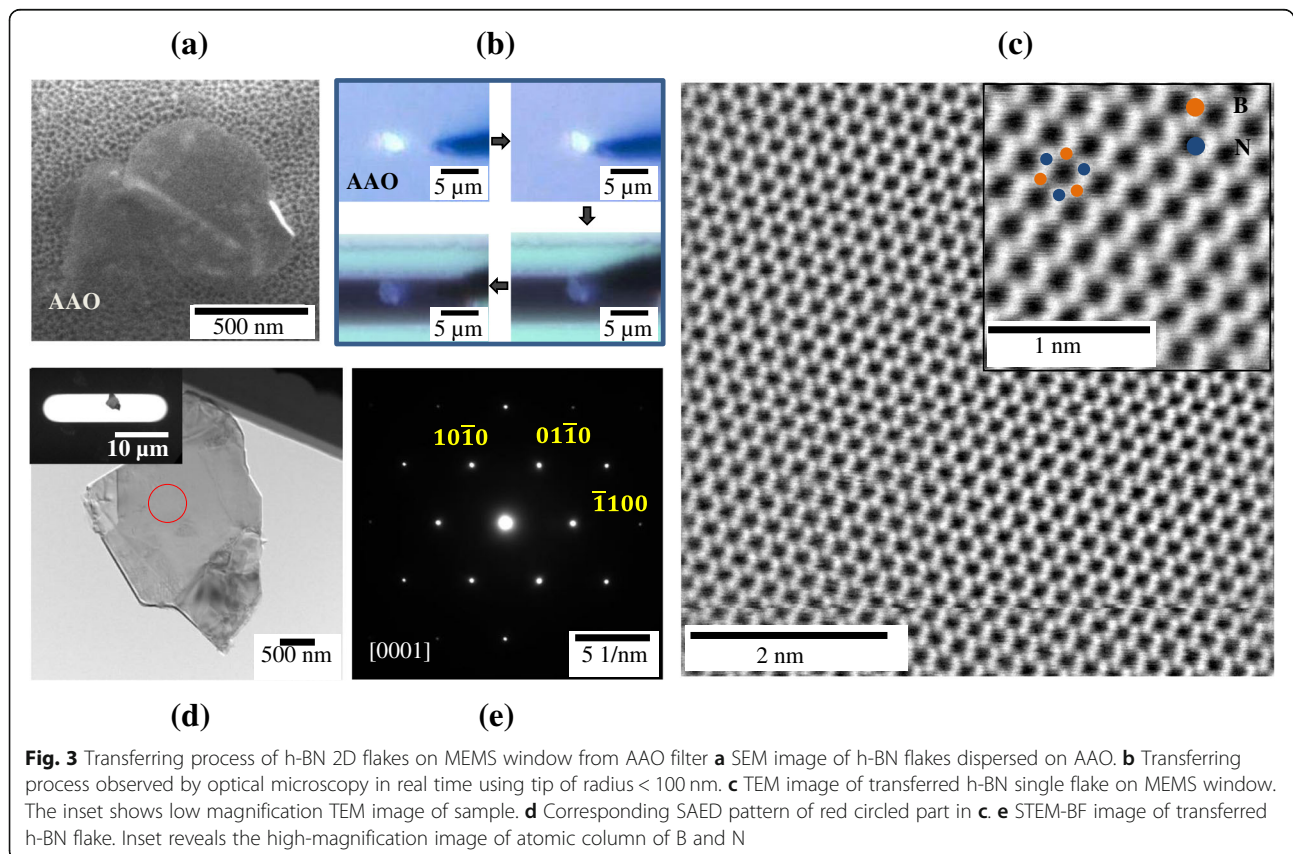 (a)
(b)
(c)
AAO
500 nm
AAO
5 µm
5 µm
5 µm
5 µm
B
N
1 nm
2 nm
10 µm
500 nm
101̅0
011̅0
1̅100
[0001]
5 1/nm
(d)
(e)
Fig. 3 Transferring process of h-BN 2D flakes on MEMS window from AAO filter a SEM image of h-BN flakes dispersed on AAO. b Transferring
process observed by optical microscopy in real time using tip of radius < 100 nm. c TEM image of transferred h-BN single flake on MEMS window.
The inset shows low magnification TEM image of sample. d Corresponding SAED pattern of red circled part in c. e STEM-BF image of transferred
h-BN flake. Inset reveals the high-magnification image of atomic column of B and N